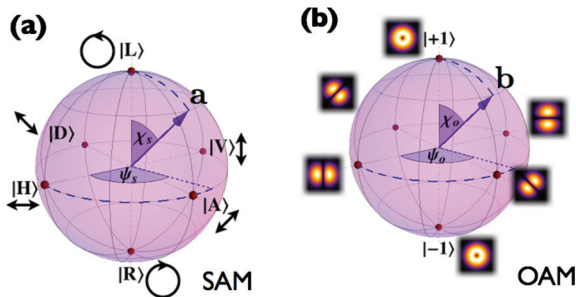 (a)
|L⟩
a
χs
|D⟩
|V⟩
ψs
|H⟩
|A⟩
|R⟩
SAM
(b)
|+1⟩
b
χo
ψo
|−1⟩
OAM